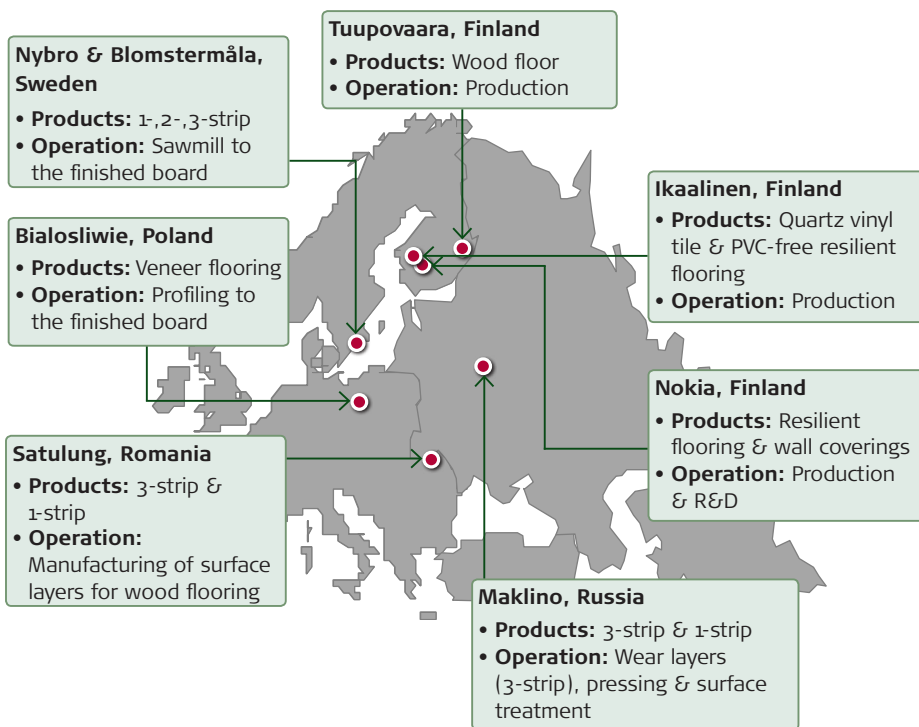 Tuupovaara, Finland
• Products: Wood floor
• Operation: Production
Nybro & Blomstermåla,
Sweden
• Products: 1-,2-,3-strip
• Operation: Sawmill to
the finished board
Ikaalinen, Finland
• Products: Quartz vinyl
tile & PVC-free resilient
flooring
• Operation: Production
Bialosliwie, Poland
• Products: Veneer flooring
• Operation: Profiling to
the finished board
Nokia, Finland
• Products: Resilient
flooring & wall coverings
• Operation: Production
& R&D
Satulung, Romania
• Products: 3-strip &
1-strip
• Operation:
Manufacturing of surface
layers for wood flooring
Maklino, Russia
• Products: 3-strip & 1-strip
• Operation: Wear layers
(3-strip), pressing & surface
treatment